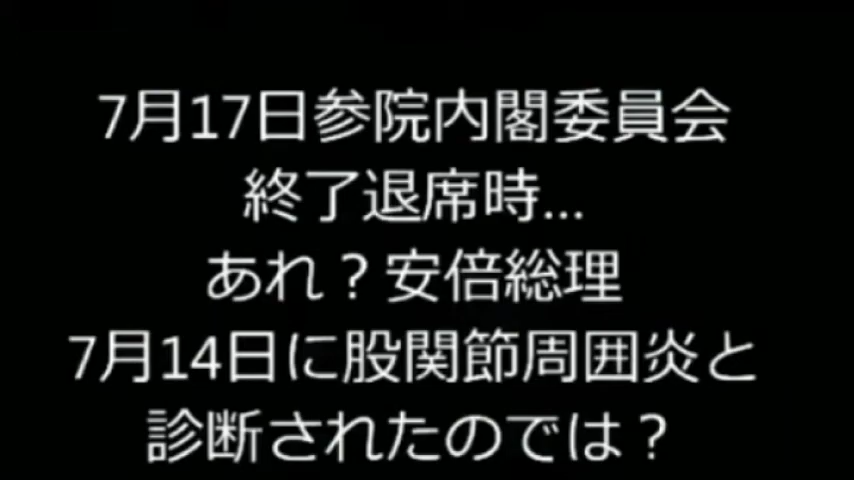 7月17日参院内閣委員会
終了退席時...
あれ？安倍総理
7月14日に股関節周囲炎と
診断されたのでは？